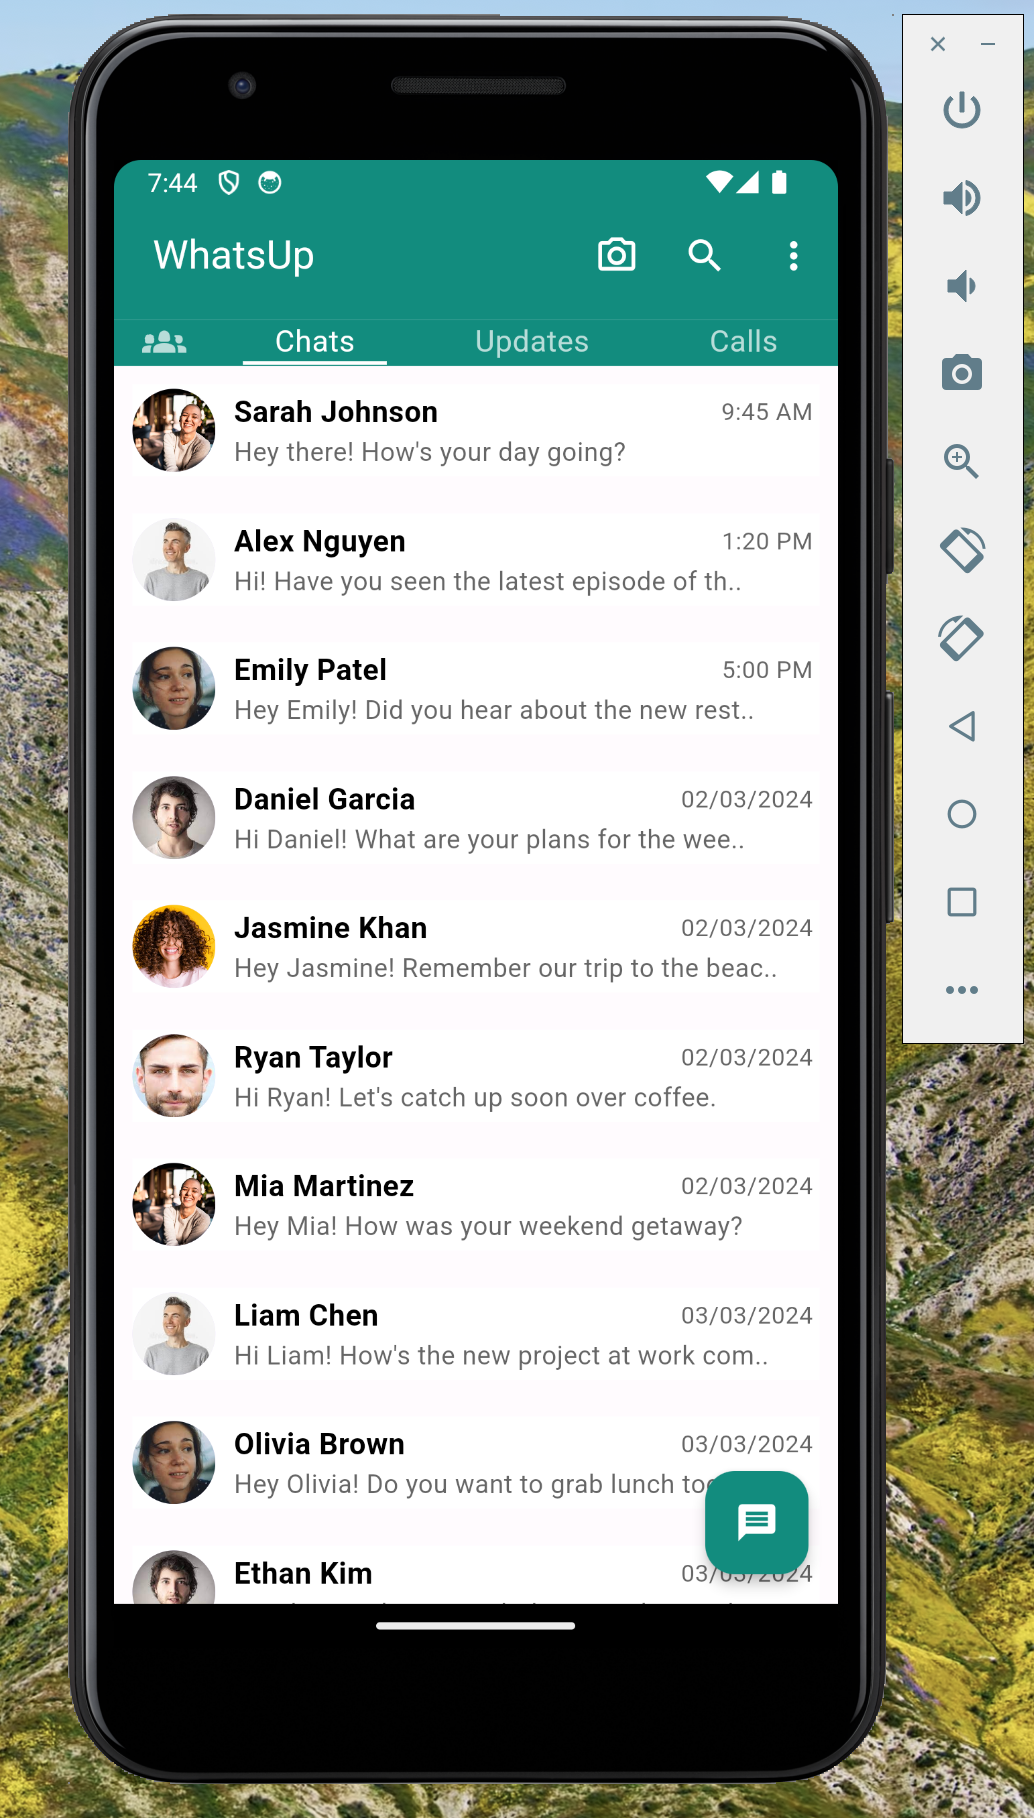 7:44
WhatsUp
Chats Updates Calls
Sarah Johnson 9:45 AM
Hey there! How's your day going?
Alex Nguyen 1:20 PM
Hi! Have you seen the latest episode of th..
Emily Patel 5:00 PM
Hey Emily! Did you hear about the new rest..
Daniel Garcia 02/03/2024
Hi Daniel! What are your plans for the wee..
Jasmine Khan 02/03/2024
Hey Jasmine! Remember our trip to the beac..
Ryan Taylor 02/03/2024
Hi Ryan! Let's catch up soon over coffee.
Mia Martinez 02/03/2024
Hey Mia! How was your weekend getaway?
Liam Chen 03/03/2024
Hi Liam! How's the new project at work com..
Olivia Brown 03/03/2024
Hey Olivia! Do you want to grab lunch
Ethan Kim 03/03/2024